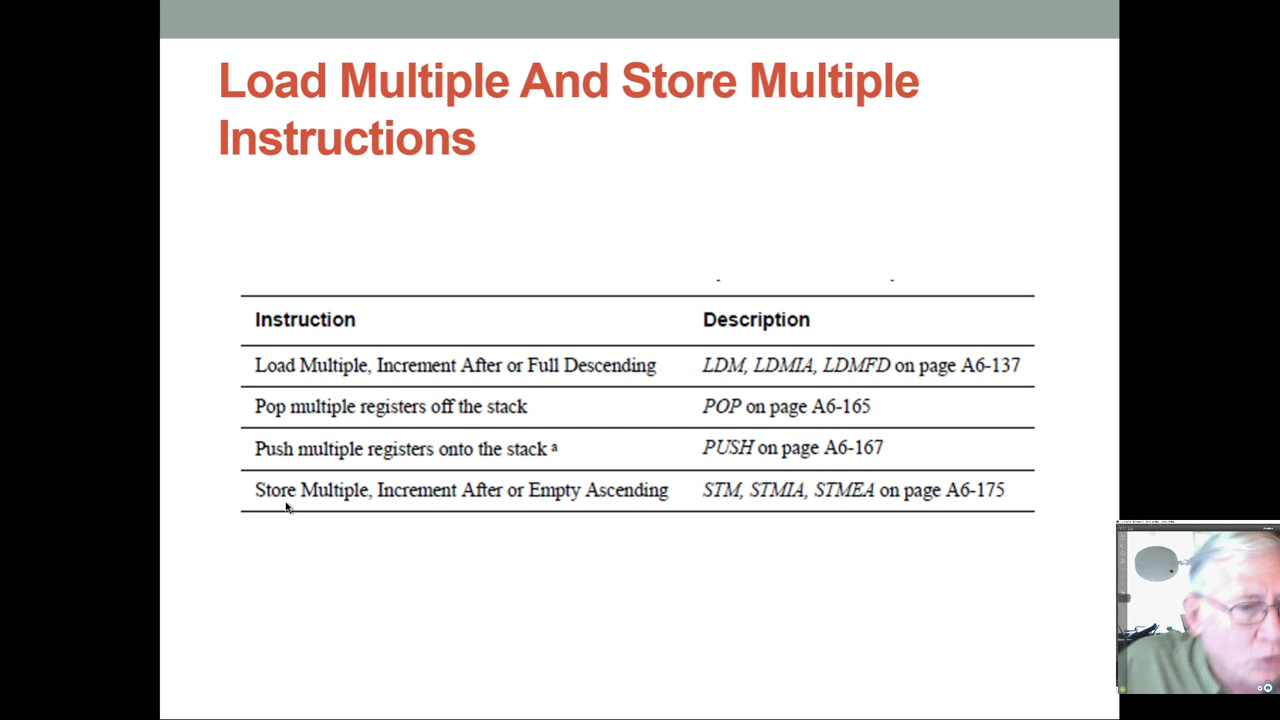 Load Multiple And Store Multiple
Instructions
Instruction Description
Load Multiple, Increment After or Full Descending LDM, LDMIA, LDMFD on page A6-137
Pop multiple registers off the stack POP on page A6-165
Push multiple registers onto the stack a PUSH on page A6-167
Store Multiple, Increment After or Empty Ascending STM, STMIA, STMEA on page A6-175